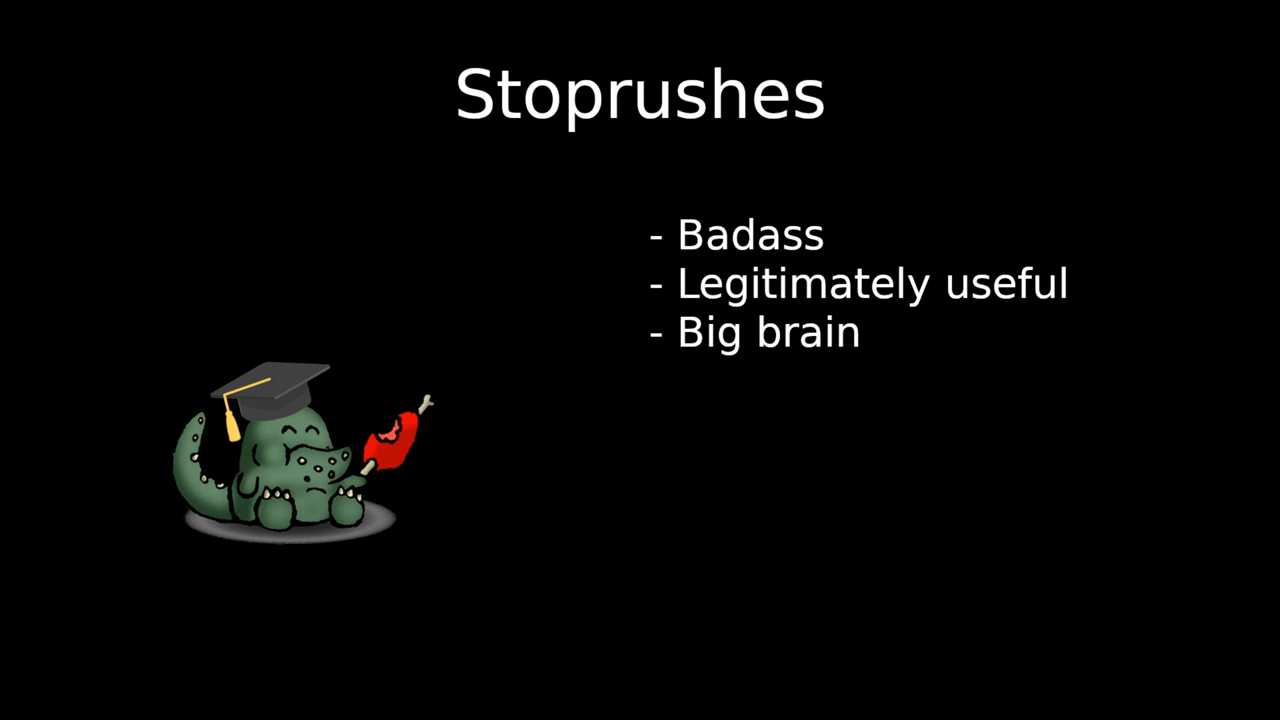 Stoprushes
- Badass
- Legitimately useful
- Big brain